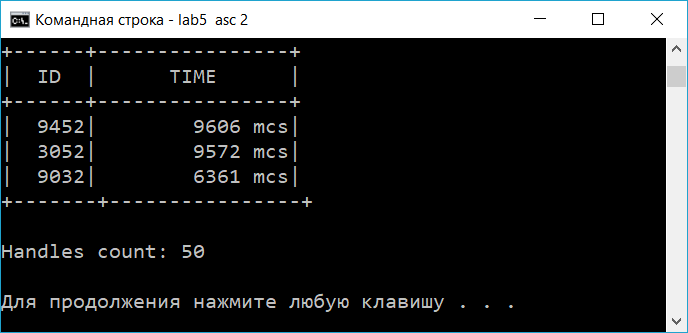 Командная строка - lab5 asc 2
+------+----------------+
|  ID  |      TIME      |
+------+----------------+
|  9452|        9606 mcs|
|  3052|        9572 mcs|
|  9032|        6361 mcs|
+-------+----------------+
Handles count: 50
Для продолжения нажмите любую клавишу . . .